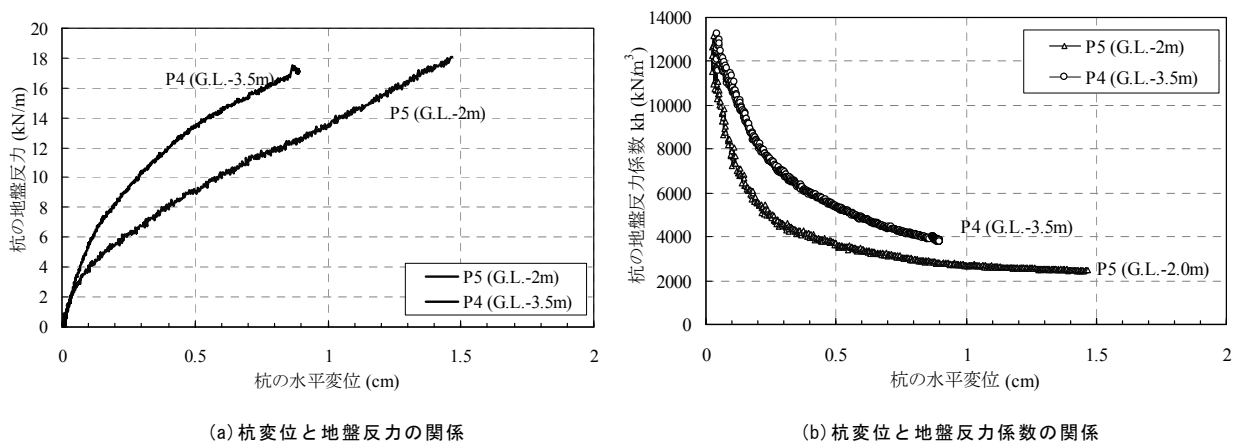 杭の地盤反力 (kN/m)
20
18
16
14
12
10
8
6
4
2
0
P4 (G.L.-3.5m)
P5 (G.L.-2m)
P5 (G.L.-2m)
P4 (G.L.-3.5m)
0 0.5 1 1.5 2
杭の水平変位 (cm)
(a)杭変位と地盤反力の関係
杭の地盤反力係数 kh (kN/m³)
14000
12000
10000
8000
6000
4000
2000
0
P5 (G.L.-2m)
P4 (G.L.-3.5m)
P4 (G.L.-3.5m)
P5 (G.L.-2.0m)
0 0.5 1 1.5 2
杭の水平変位 (cm)
(b)杭変位と地盤反力係数の関係